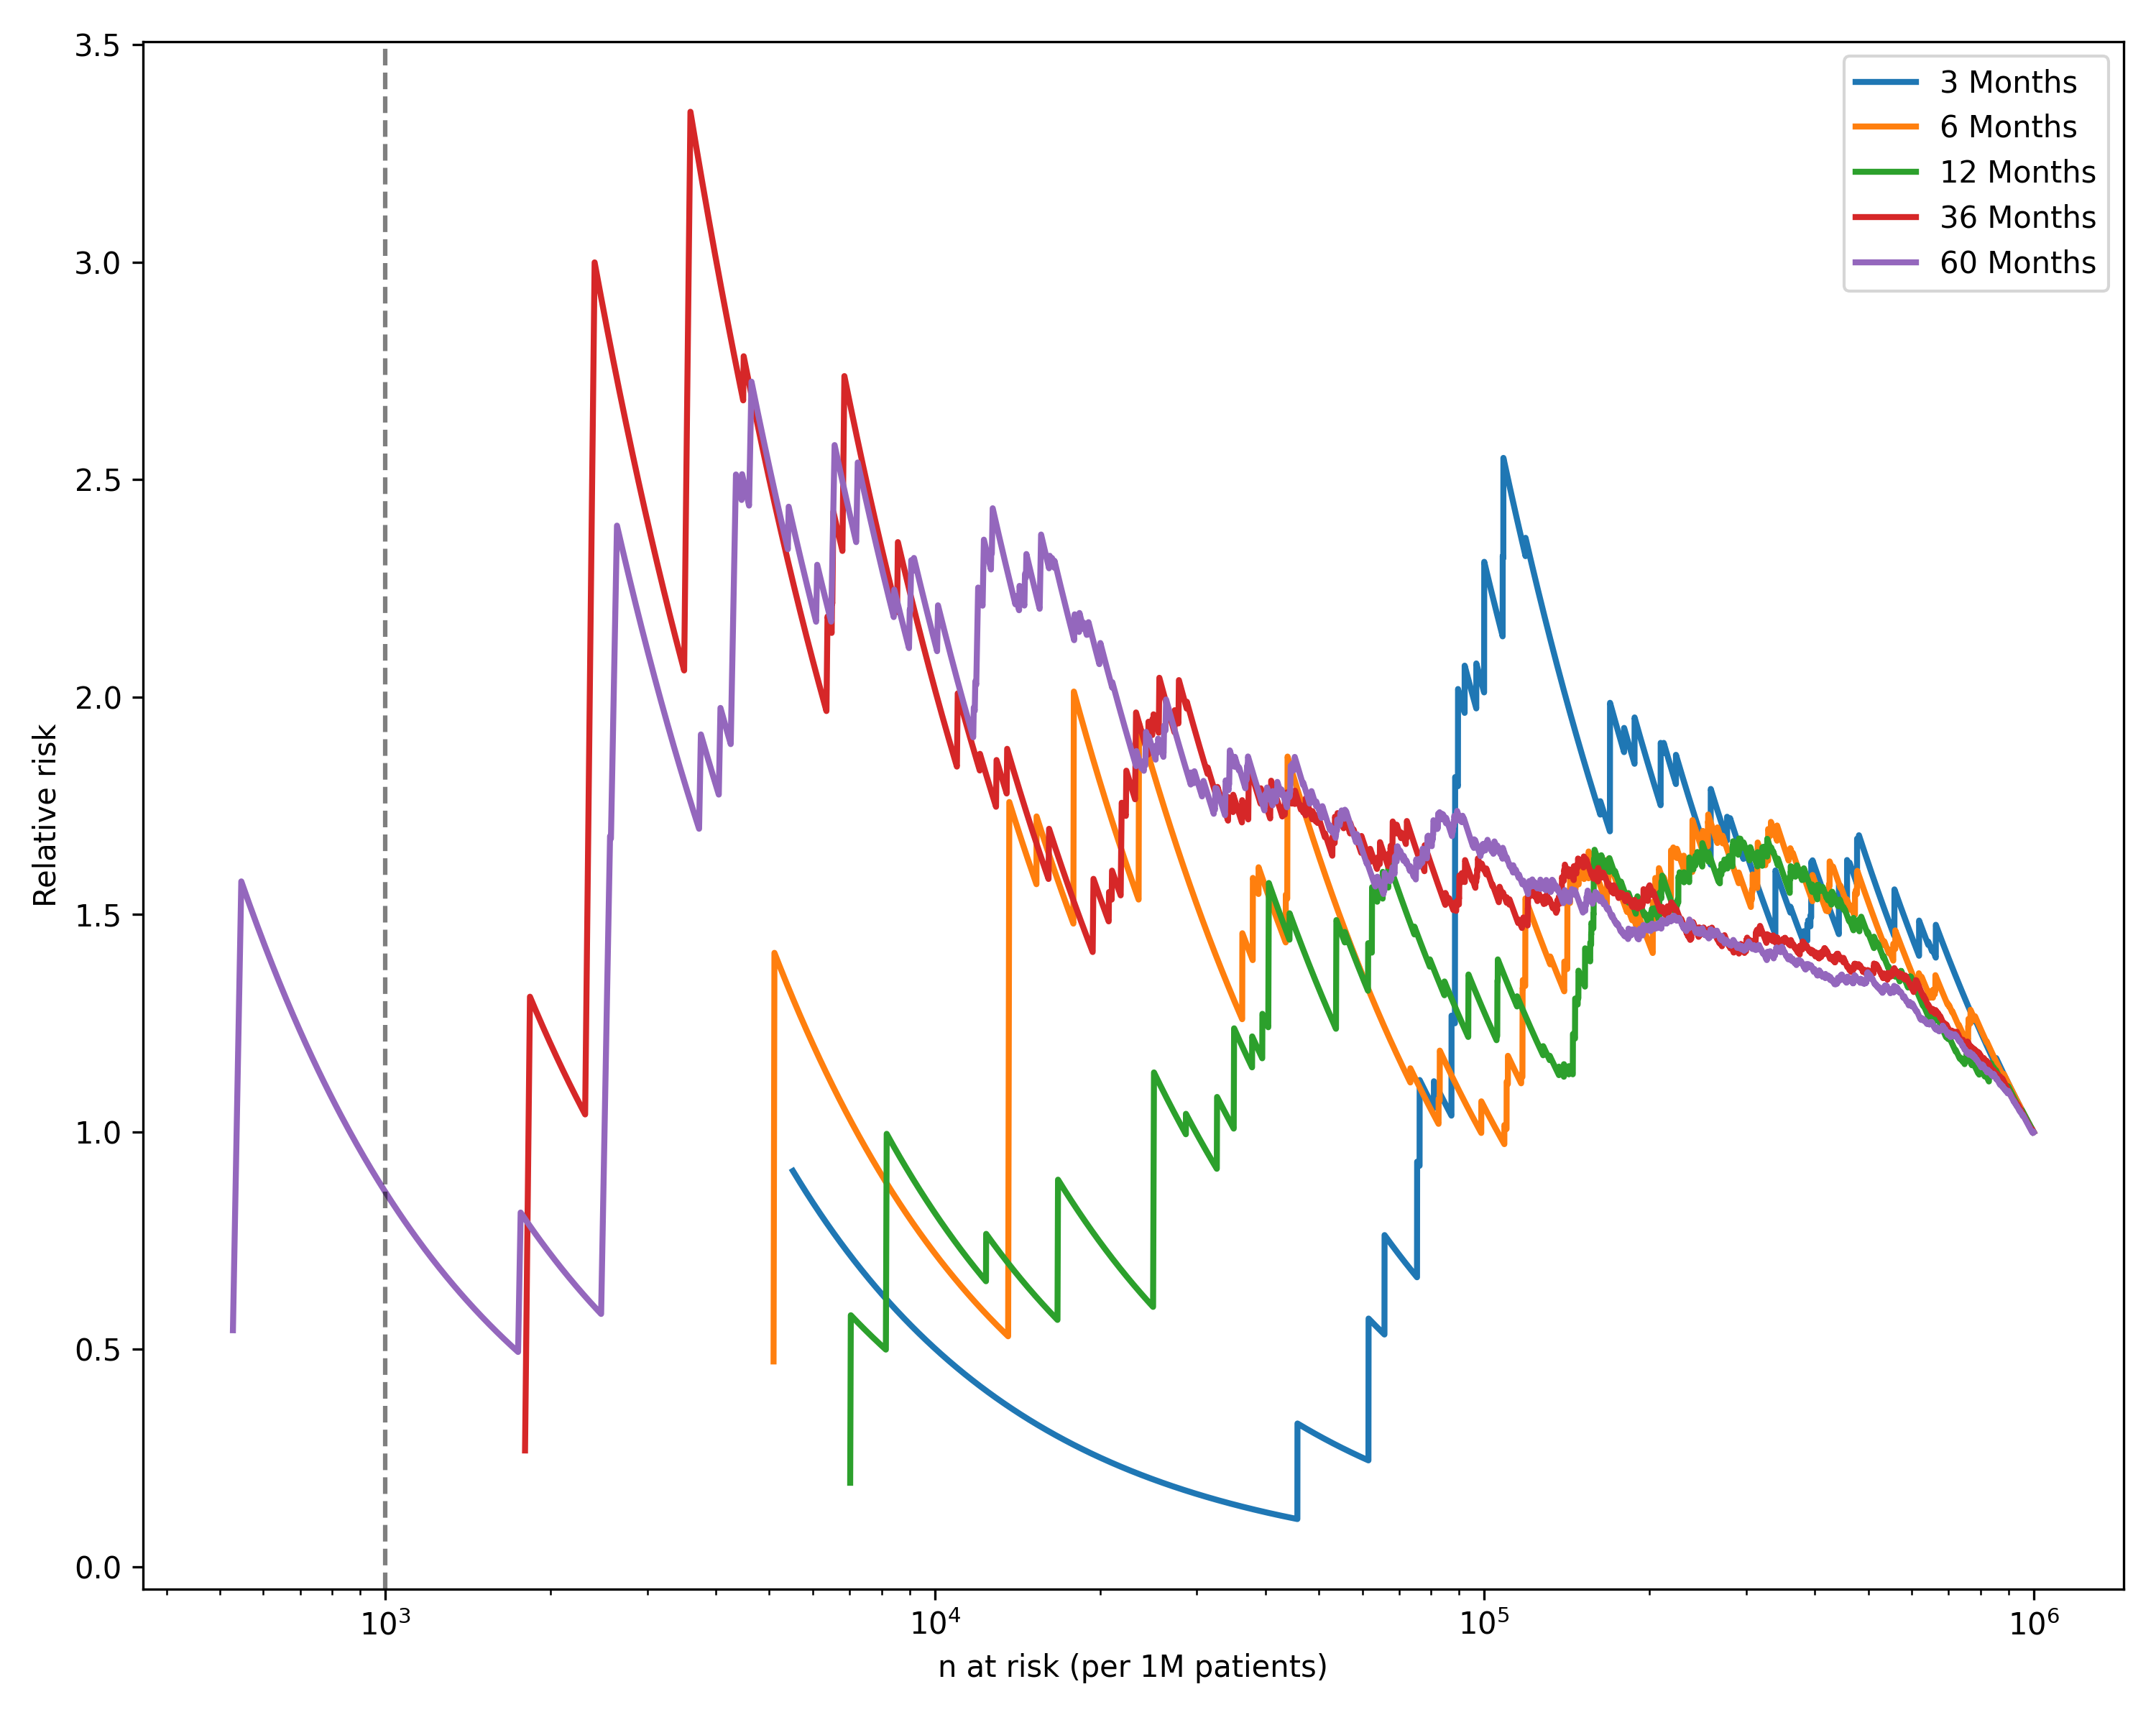 3.5
3.0
2.5
2.0
1.5
1.0
0.5
0.0
Relative risk
3 Months
6 Months
12 Months
36 Months
60 Months
10³
10⁴
10⁵
10⁶
n at risk (per 1M patients)